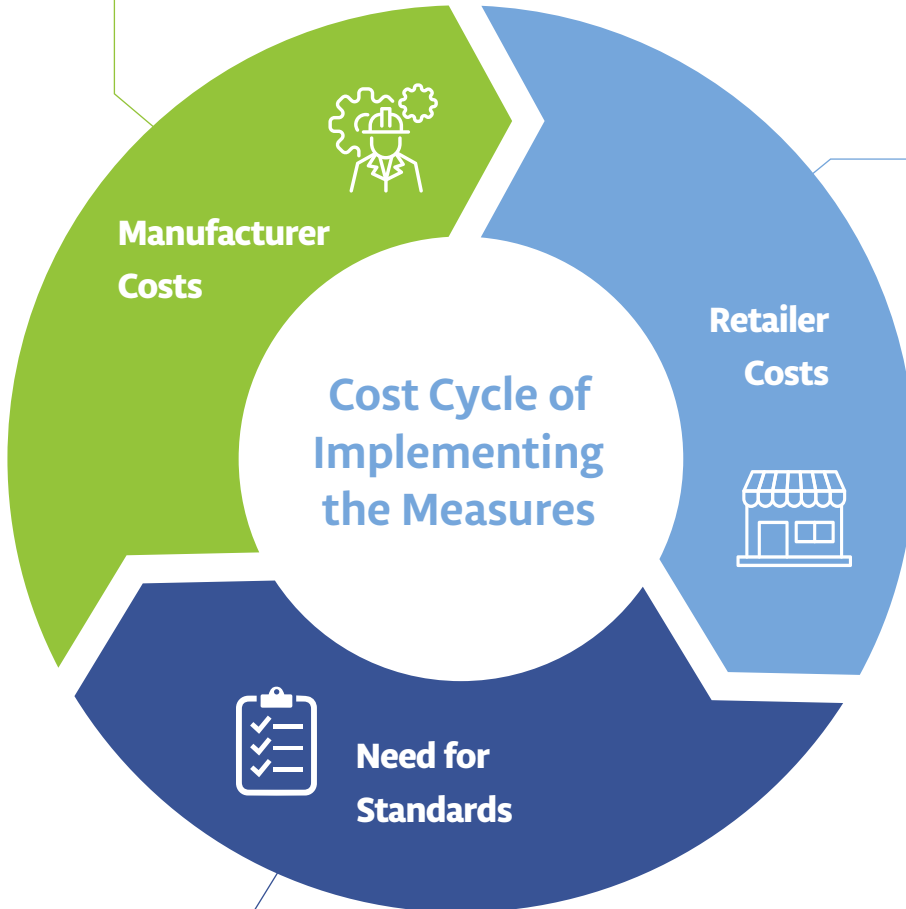 Manufacturer
Costs
Retailer
Costs
Cost Cycle of
Implementing
the Measures
Need for
Standards